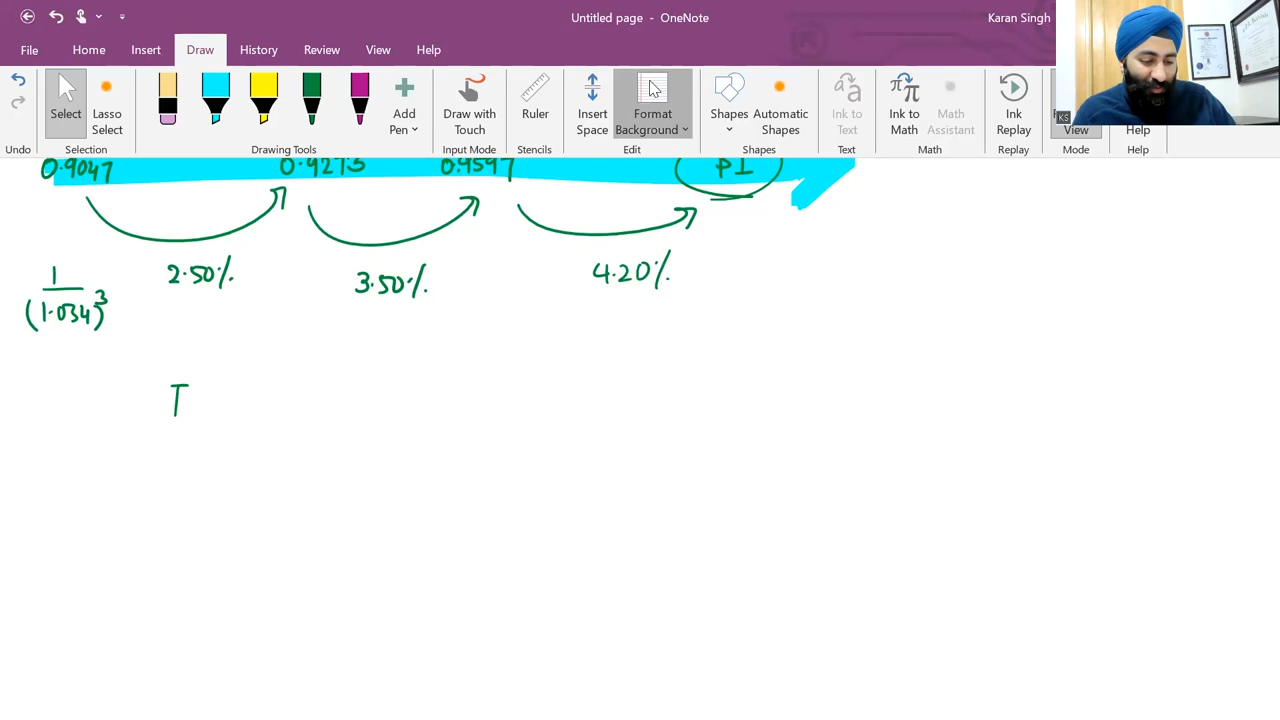 Untitled page - OneNote
Karan Singh
File Home Insert Draw History Review View Help
Select
Lasso Select
Add Pen
Draw with Touch
Ruler
Insert Space
Format Background
Shapes
Automatic Shapes
Ink to Text
Ink to Math
Math Assistant
Ink Replay
View
Help
Undo Selection Drawing Tools Input Mode Stencils Edit Shapes Text Math Replay Mode Help
KS
0.9047 0.9273 0.9597 p1
2.50% 3.50% 4.20%
1
(1.034)^3
T